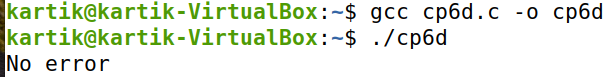 kartik@kartik-VirtualBox:~$ gcc cp6d.c -o cp6d
kartik@kartik-VirtualBox:~$ ./cp6d
No error